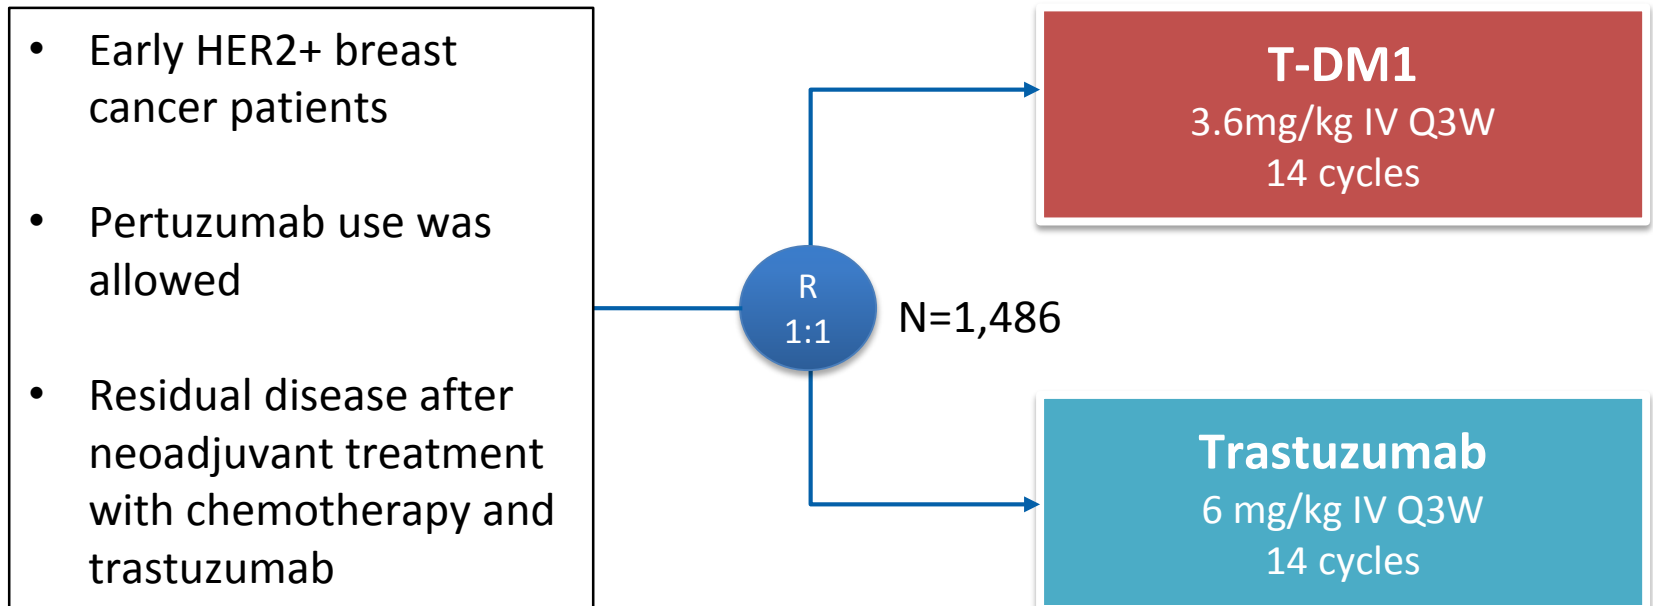 • Early HER2+ breast
cancer patients
• Pertuzumab use was
allowed
• Residual disease after
neoadjuvant treatment
with chemotherapy and
trastuzumab
R
1:1
N=1,486
T-DM1
3.6mg/kg IV Q3W
14 cycles
Trastuzumab
6 mg/kg IV Q3W
14 cycles